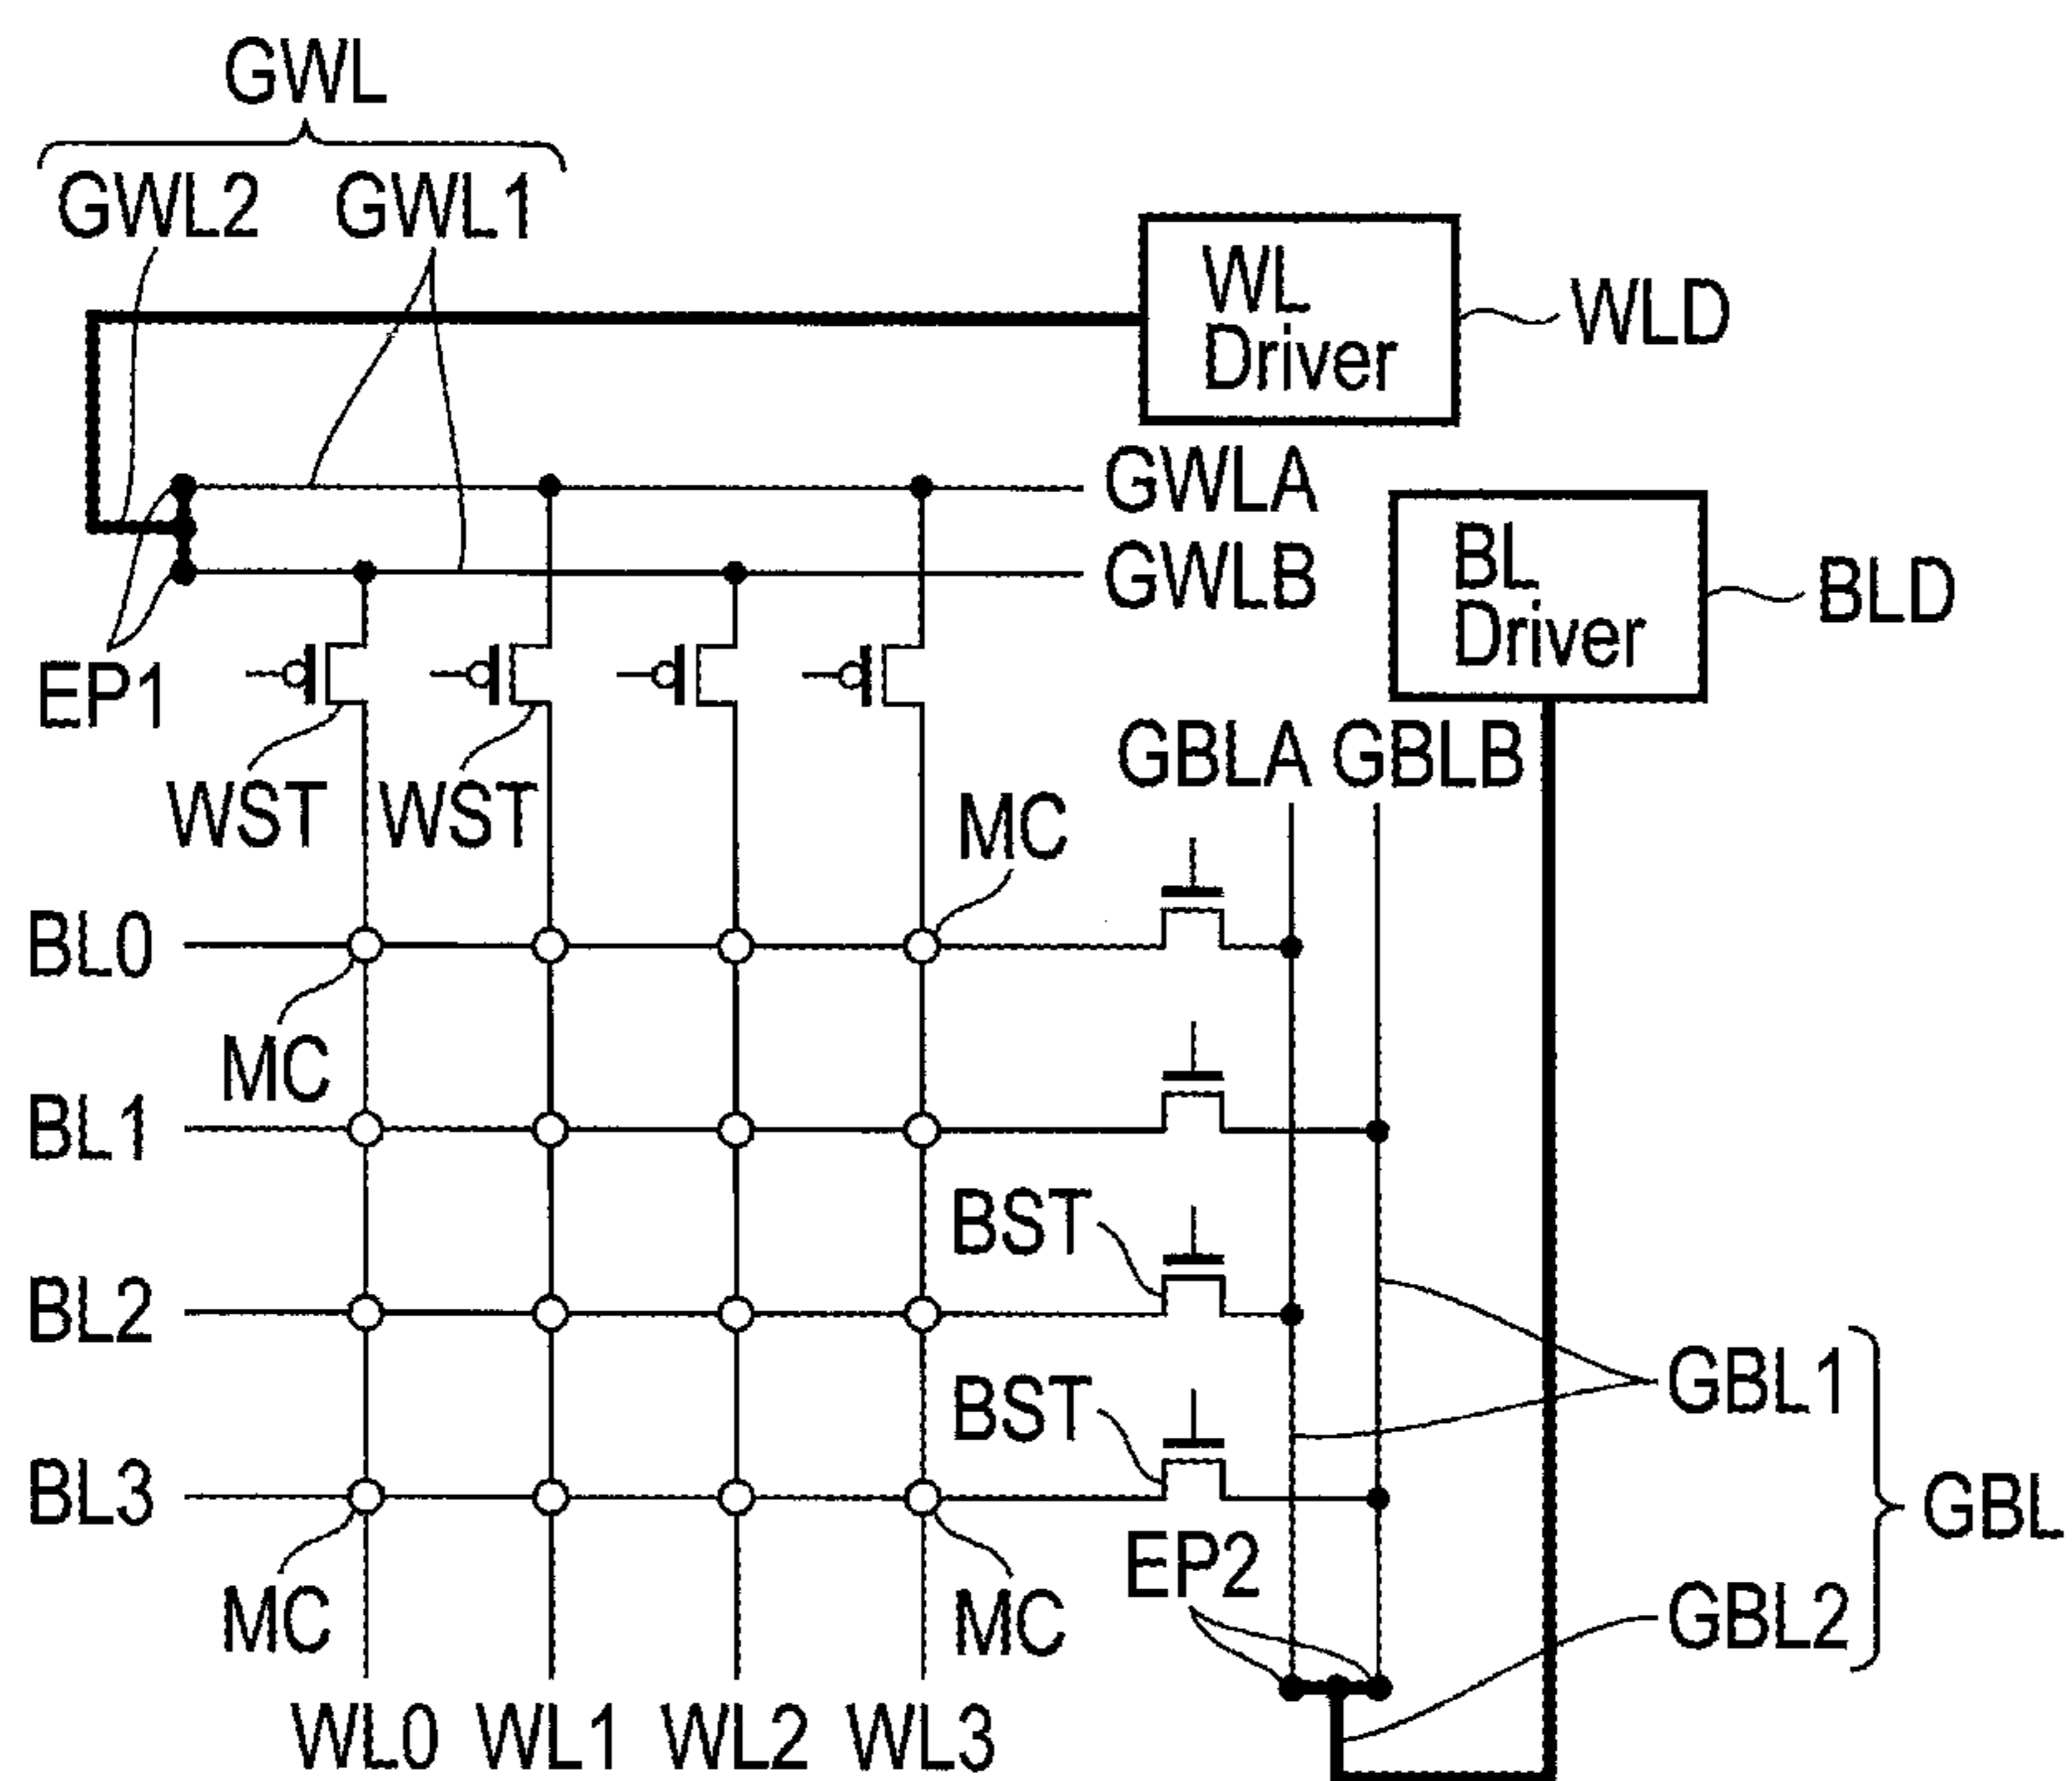 GWL
GWL2 GWL1
WL
Driver
WLD
GWLA
GWLB
BL
Driver
BLD
EP1
GBLA GBLB
WST WST
MC
BL0
MC
BL1
BST
BL2
GBL1
BST
BL3
GBL
EP2
MC MC
GBL2
WL0 WL1 WL2 WL3